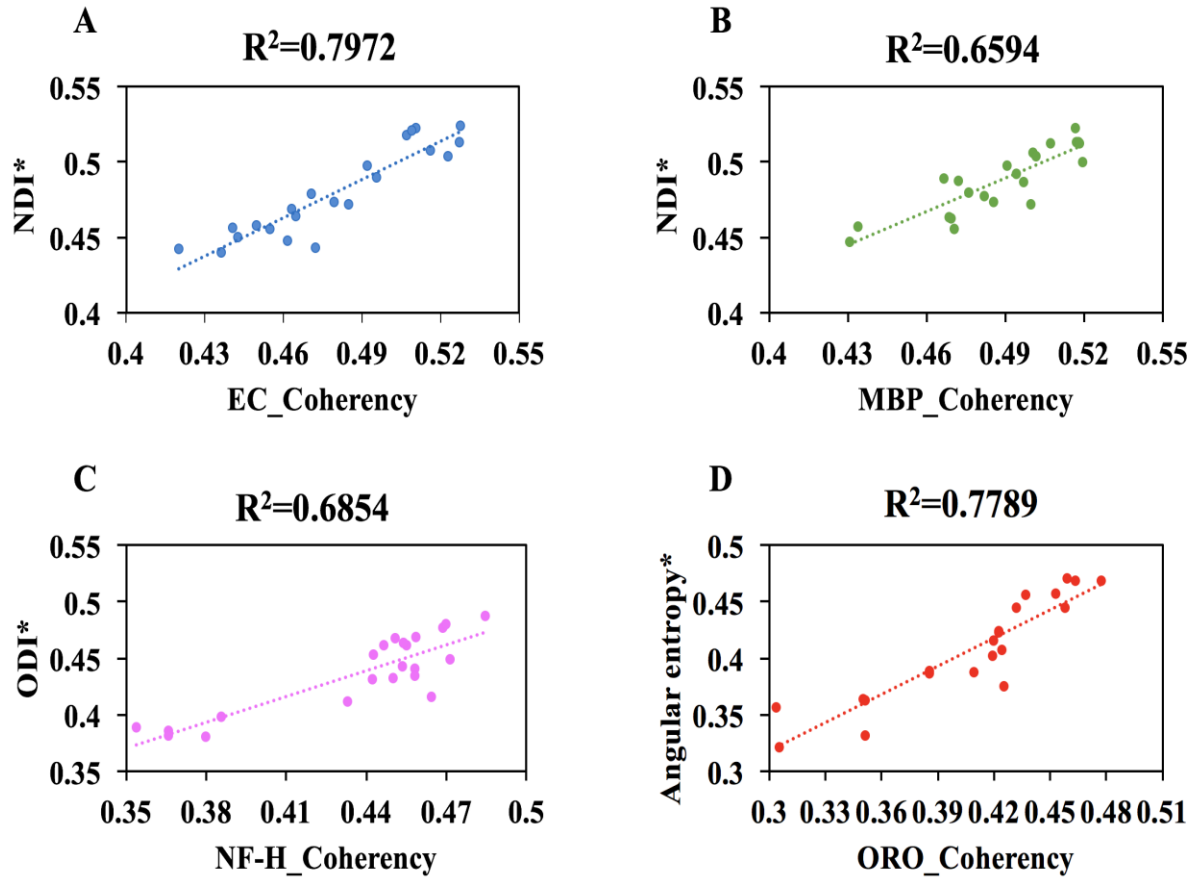 A
R²=0.7972
NDI*
0.55
0.5
0.45
0.4
0.4 0.43 0.46 0.49 0.52 0.55
EC_Coherency
B
R²=0.6594
NDI*
0.55
0.5
0.45
0.4
0.4 0.43 0.46 0.49 0.52 0.55
MBP_Coherency
C
R²=0.6854
ODI*
0.55
0.5
0.45
0.4
0.35
0.35 0.38 0.41 0.44 0.47 0.5
NF-H_Coherency
D
R²=0.7789
Angular entropy*
0.5
0.45
0.4
0.35
0.3
0.3 0.33 0.36 0.39 0.42 0.45 0.48 0.51
ORO_Coherency